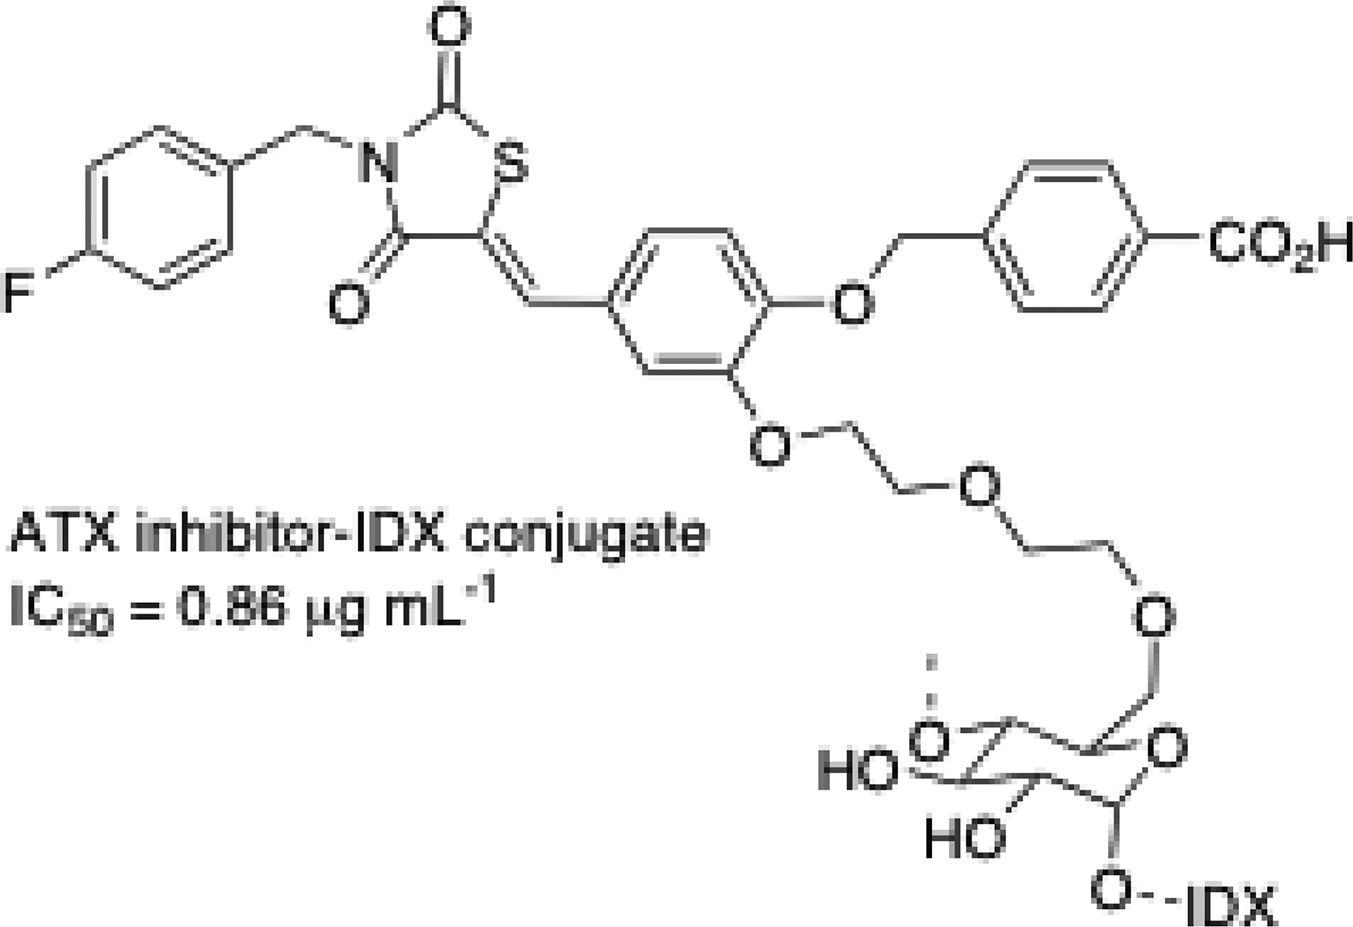 O
N
S
O
F
O
CO₂H
O
O
O
ATX inhibitor-IDX conjugate
IC₅₀ = 0.86 μg mL⁻¹
O
O
HO
O
HO
O
IDX